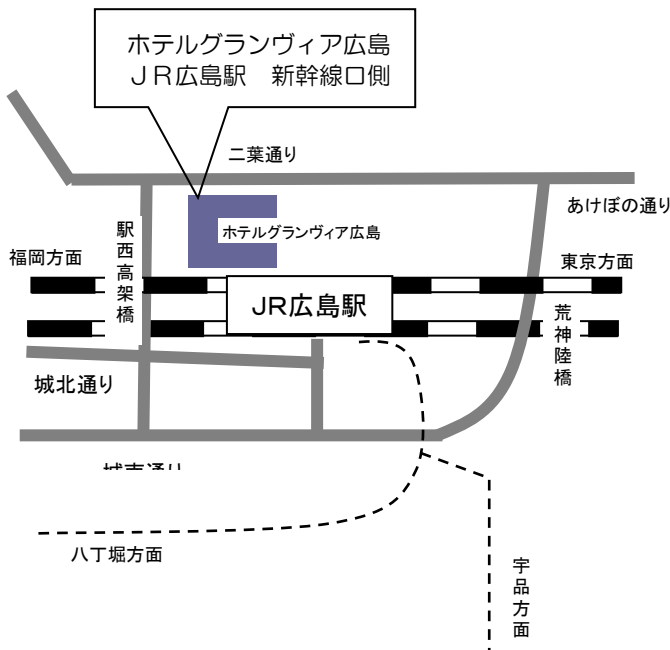 ホテルグランヴィア広島
ＪＲ広島駅　新幹線口側
二葉通り
あけぼの通り
駅西高架橋
ホテルグランヴィア広島
福岡方面
東京方面
JR広島駅
荒神陸橋
城北通り
八丁堀方面
宇品方面